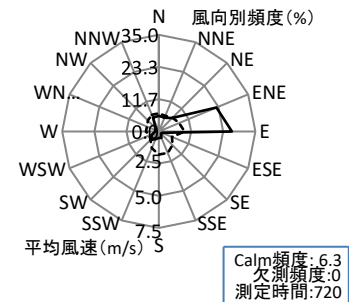 N 風向別頻度(%)
35.0
NNW NNE
NW 23.3 NE
WN... 11.7 ENE
W 0.0 E
WSW 2.5 ESE
SW 5.0 SE
SSW SSE
7.5
平均風速(m/s) S
Calm頻度: 6.3
欠測頻度:0
測定時間:720